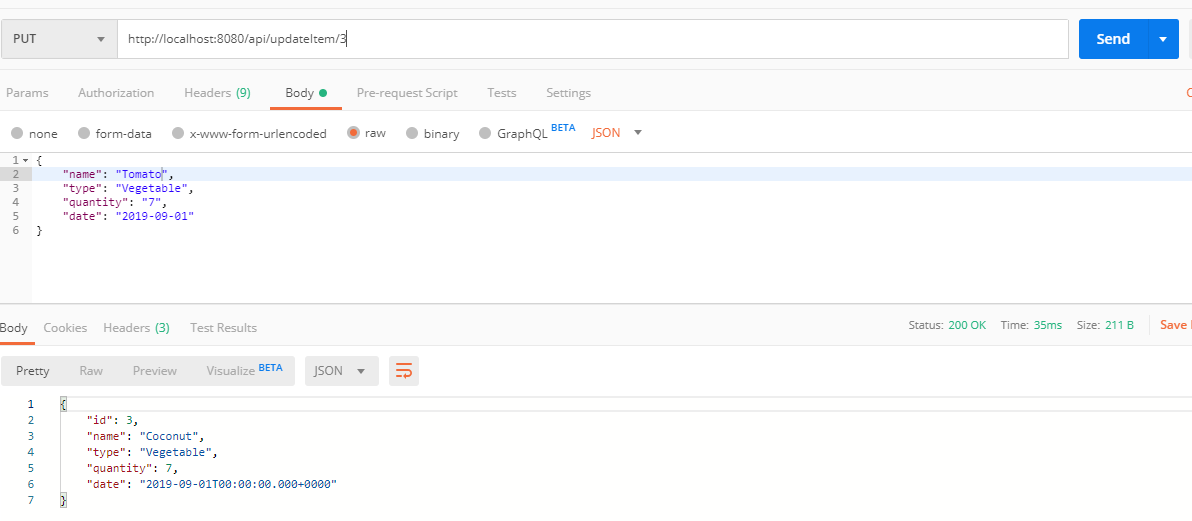 PUT http://localhost:8080/api/updateItem/3 Send
Params Authorization Headers (9) Body Pre-request Script Tests Settings
none form-data x-www-form-urlencoded raw binary GraphQL BETA JSON
1 {
2 "name": "Tomato",
3 "type": "Vegetable",
4 "quantity": "7",
5 "date": "2019-09-01"
6 }
Body Cookies Headers (3) Test Results Status: 200 OK Time: 35ms Size: 211 B Save
Pretty Raw Preview Visualize BETA JSON
1 {
2 "id": 3,
3 "name": "Coconut",
4 "type": "Vegetable",
5 "quantity": 7,
6 "date": "2019-09-01T00:00:00.000+0000"
7 }